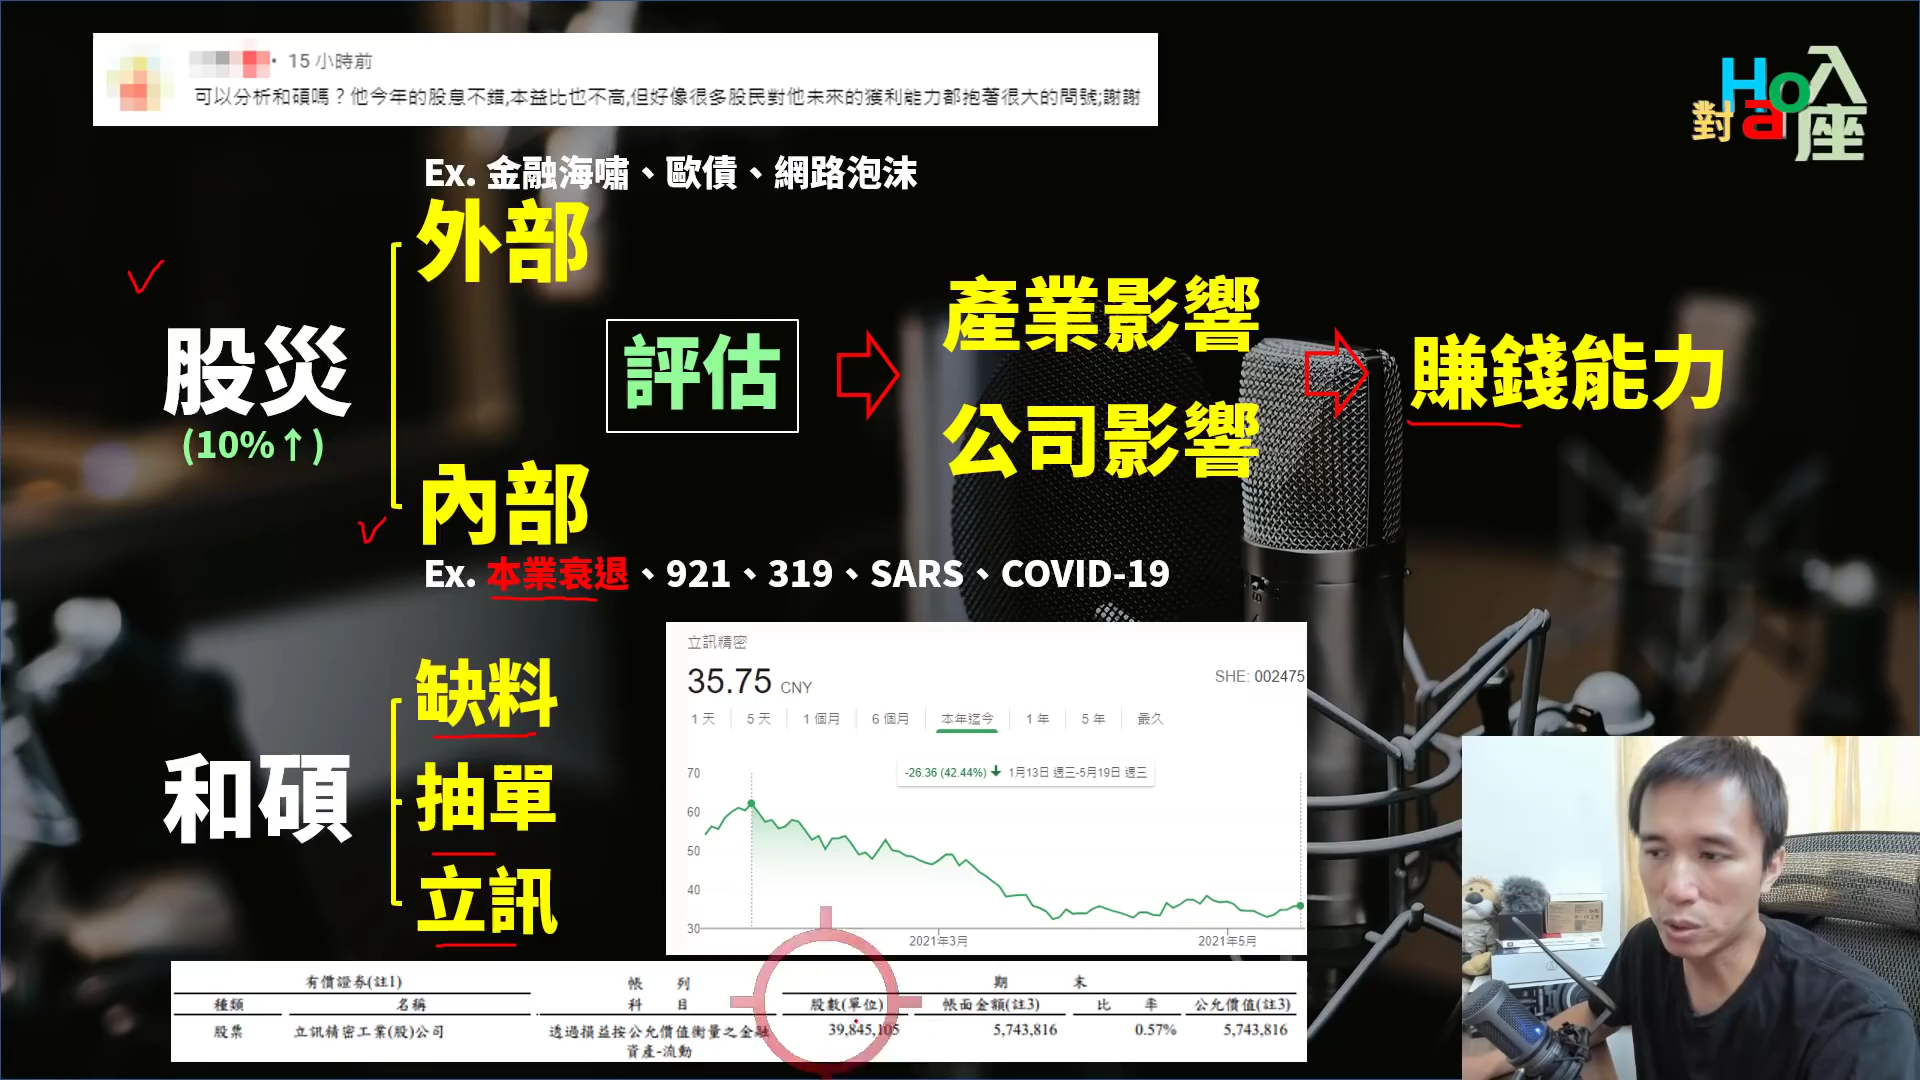 • 15 小時前
可以分析和碩嗎？他今年的股息不錯,本益比也不高,但好像很多股民對他未來的獲利能力都抱著很大的問號;謝謝
對 Hao a 入座
Ex. 金融海嘯、歐債、網路泡沫
外部
股災
(10%↑)
評估
產業影響
公司影響
賺錢能力
內部
Ex. 本業衰退、921、319、SARS、COVID-19
和碩
缺料
抽單
立訊
立訊精密
35.75 CNY
SHE: 002475
1 天 5 天 1 個月 6 個月 本年迄今 1 年 5 年 最久
-26.36 (42.44%) 1月13日 週三-5月19日 週三
70
60
50
40
30
2021年3月 2021年5月
有價證券(註1) 帳列 期末
種類 名稱 科目 股數(單位) 帳面金額(註3) 比率 公允價值(註3)
股票 立訊精密工業(股)公司 透過損益按公允價值衡量之金融 39,845,105 5,743,816 0.57% 5,743,816
資產-流動